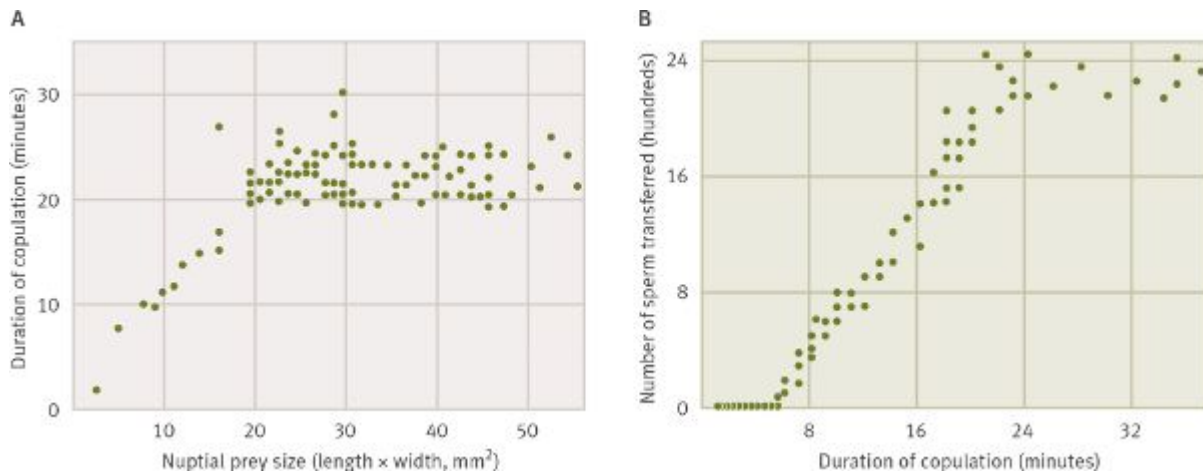 A
B
Duration of copulation (minutes)
30
20
10
0
10
20
30
40
50
Nuptial prey size (length × width, mm²)
Number of sperm transferred (hundreds)
24
16
8
0
8
16
24
32
Duration of copulation (minutes)